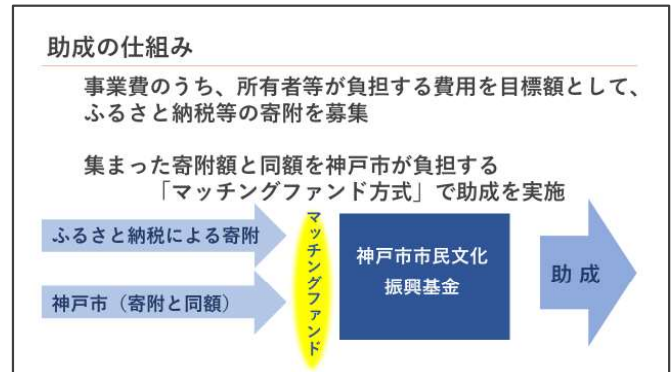 助成の仕組み
事業費のうち、所有者等が負担する費用を目標額として、
ふるさと納税等の寄附を募集
集まった寄附額と同額を神戸市が負担する
「マッチングファンド方式」で助成を実施
ふるさと納税による寄附
神戸市（寄附と同額）
マッチングファンド
神戸市市民文化
振興基金
助 成